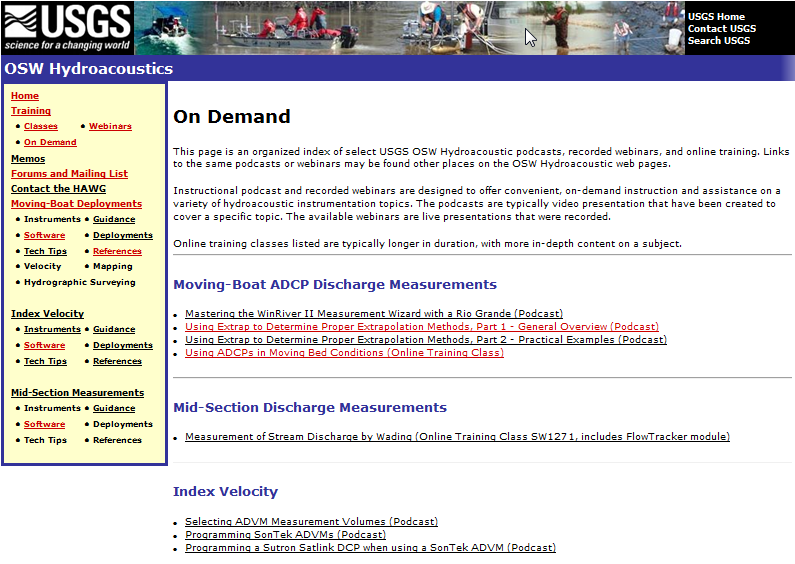 USGS
science for a changing world
USGS Home
Contact USGS
Search USGS
OSW Hydroacoustics
Home
Training
• Classes • Webinars
• On Demand
Memos
Forums and Mailing List
Contact the HAWG
Moving-Boat Deployments
• Instruments • Guidance
• Software • Deployments
• Tech Tips • References
• Velocity • Mapping
• Hydrographic Surveying
Index Velocity
• Instruments • Guidance
• Software • Deployments
• Tech Tips • References
Mid-Section Measurements
• Instruments • Guidance
• Software • Deployments
• Tech Tips • References
On Demand
This page is an organized index of select USGS OSW Hydroacoustic podcasts, recorded webinars, and online training. Links
to the same podcasts or webinars may be found other places on the OSW Hydroacoustic web pages.
Instructional podcast and recorded webinars are designed to offer convenient, on-demand instruction and assistance on a
variety of hydroacoustic instrumentation topics. The podcasts are typically video presentation that have been created to
cover a specific topic. The available webinars are live presentations that were recorded.
Online training classes listed are typically longer in duration, with more in-depth content on a subject.
Moving-Boat ADCP Discharge Measurements
• Mastering the WinRiver II Measurement Wizard with a Rio Grande (Podcast)
• Using Extrap to Determine Proper Extrapolation Methods, Part 1 - General Overview (Podcast)
• Using Extrap to Determine Proper Extrapolation Methods, Part 2 - Practical Examples (Podcast)
• Using ADCPs in Moving Bed Conditions (Online Training Class)
Mid-Section Discharge Measurements
• Measurement of Stream Discharge by Wading (Online Training Class SW1271, includes FlowTracker module)
Index Velocity
• Selecting ADVM Measurement Volumes (Podcast)
• Programming SonTek ADVMs (Podcast)
• Programming a Sutron Satlink DCP when using a SonTek ADVM (Podcast)